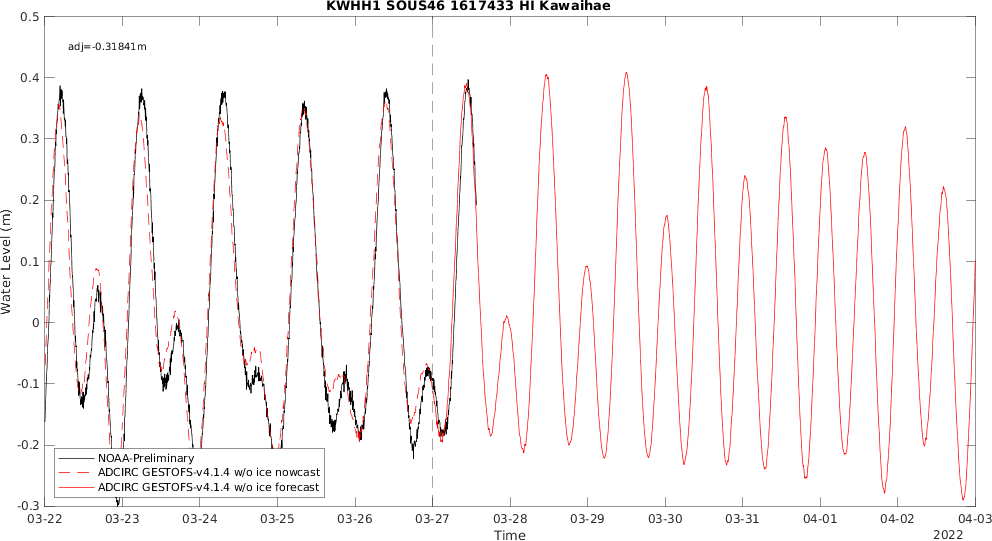 KWHH1 SOUS46 1617433 HI Kawaihae
adj=-0.31841m
0.5
0.4
0.3
0.2
0.1
0
-0.1
-0.2
-0.3
Water Level (m)
NOAA-Preliminary
ADCIRC GESTOFS-v4.1.4 w/o ice nowcast
ADCIRC GESTOFS-v4.1.4 w/o ice forecast
03-22 03-23 03-24 03-25 03-26 03-27 03-28 03-29 03-30 03-31 04-01 04-02 04-03
Time
2022